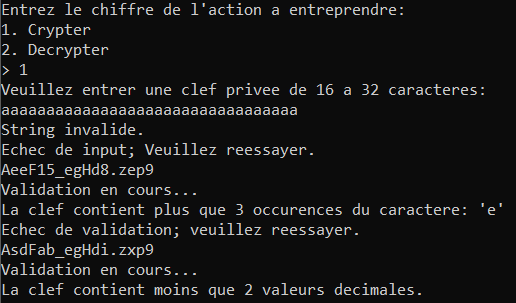 Entrez le chiffre de l'action a entreprendre:
1. Crypter
2. Decrypter
> 1
Veuillez entrer une clef privee de 16 a 32 caracteres:
aaaaaaaaaaaaaaaaaaaaaaaaaaaaaaaaa
String invalide.
Echec de input; Veuillez reessayer.
AeeF15_egHd8.zep9
Validation en cours...
La clef contient plus que 3 occurences du caractere: 'e'
Echec de validation; veuillez reessayer.
AsdFab_egHdi.zxp9
Validation en cours...
La clef contient moins que 2 valeurs decimales.